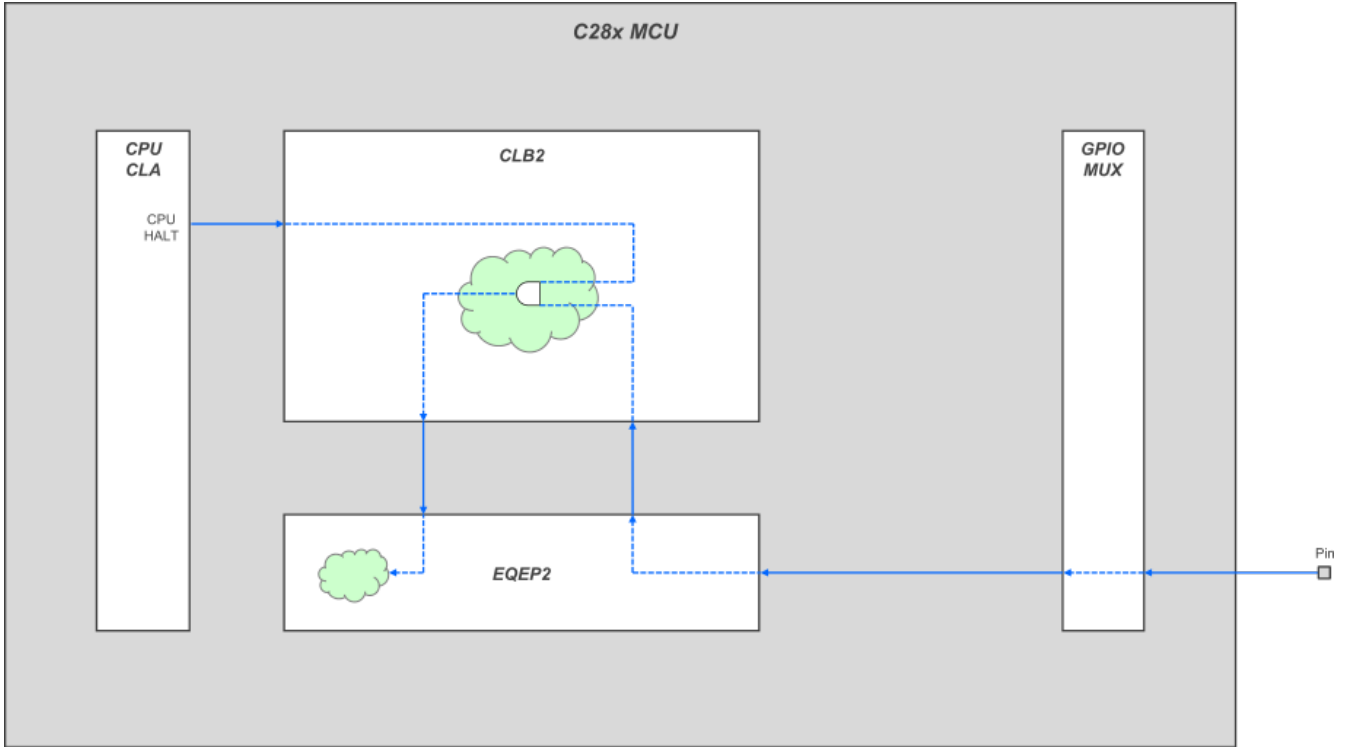 C28x MCU
CPU
CLA
CPU
HALT
CLB2
GPIO
MUX
EQEP2
Pin